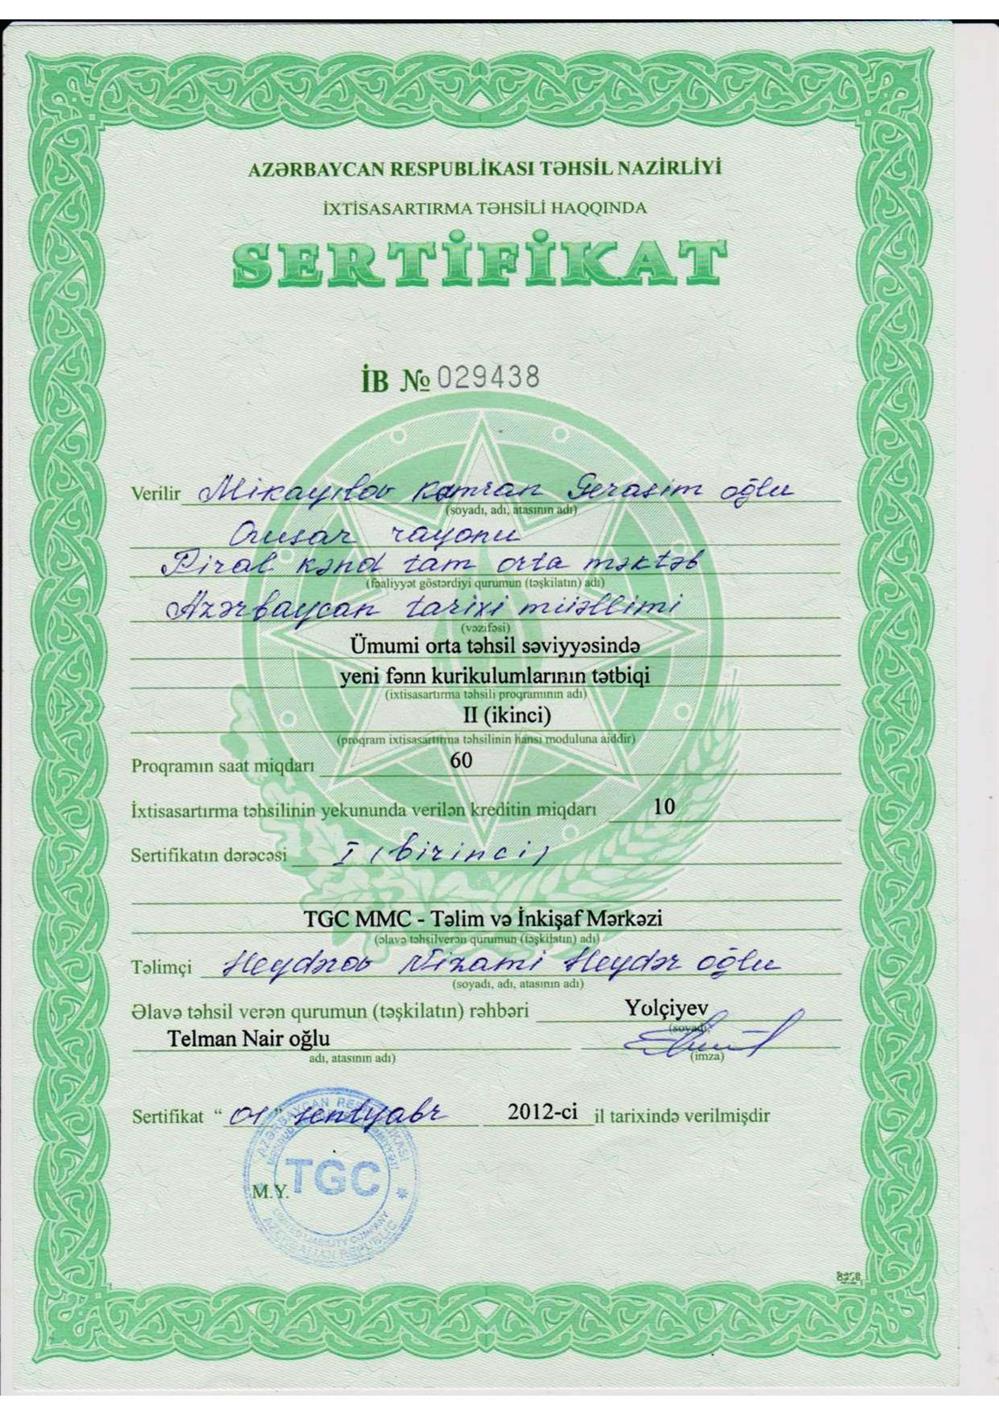 AZƏRBAYCAN RESPUBLİKASI TƏHSİL NAZİRLİYİ
İXTİSASARTIRMA TƏHSİLİ HAQQINDA
SERTİFİKAT
İB № 029438
Verilir Mikayılov Kamran Gerasim oğlu
(soyadı, adı, atasının adı)
Qusar rayonu
Piral kənd tam orta məktəb
(fəaliyyət göstərdiyi qurumun (təşkilatın) adı)
Azərbaycan tarixi müəllimi
(vəzifəsi)
Ümumi orta təhsil səviyyəsində
yeni fənn kurikulumlarının tətbiqi
(ixtisasartırma təhsili proqramının adı)
II (ikinci)
(proqram ixtisasartırma təhsilinin hansı moduluna aiddir)
Proqramın saat miqdarı 60
İxtisasartırma təhsilinin yekununda verilən kreditin miqdarı 10
Sertifikatın dərəcəsi I (birinci)
TGC MMC - Təlim və İnkişaf Mərkəzi
(əlavə təhsilverən qurumun (təşkilatın) adı)
Təlimçi Heydərov Nizami Heydər oğlu
(soyadı, adı, atasının adı)
Əlavə təhsil verən qurumun (təşkilatın) rəhbəri Yolçiyev
(soyadı)
Telman Nair oğlu
adı, atasının adı) (imza)
Sertifikat “ 01 ” sentyabr 2012-ci il tarixində verilmişdir
TGC
M.Y.
LIMITED LIABILITY COMPANY
AZERBAIJAN REPUBLIC